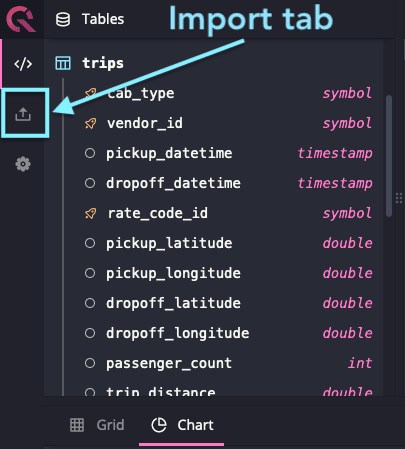 Import tab
Tables
trips
cab_type symbol
vendor_id symbol
pickup_datetime timestamp
dropoff_datetime timestamp
rate_code_id symbol
pickup_latitude double
pickup_longitude double
dropoff_latitude double
dropoff_longitude double
passenger_count int
trip_distance double
Grid Chart